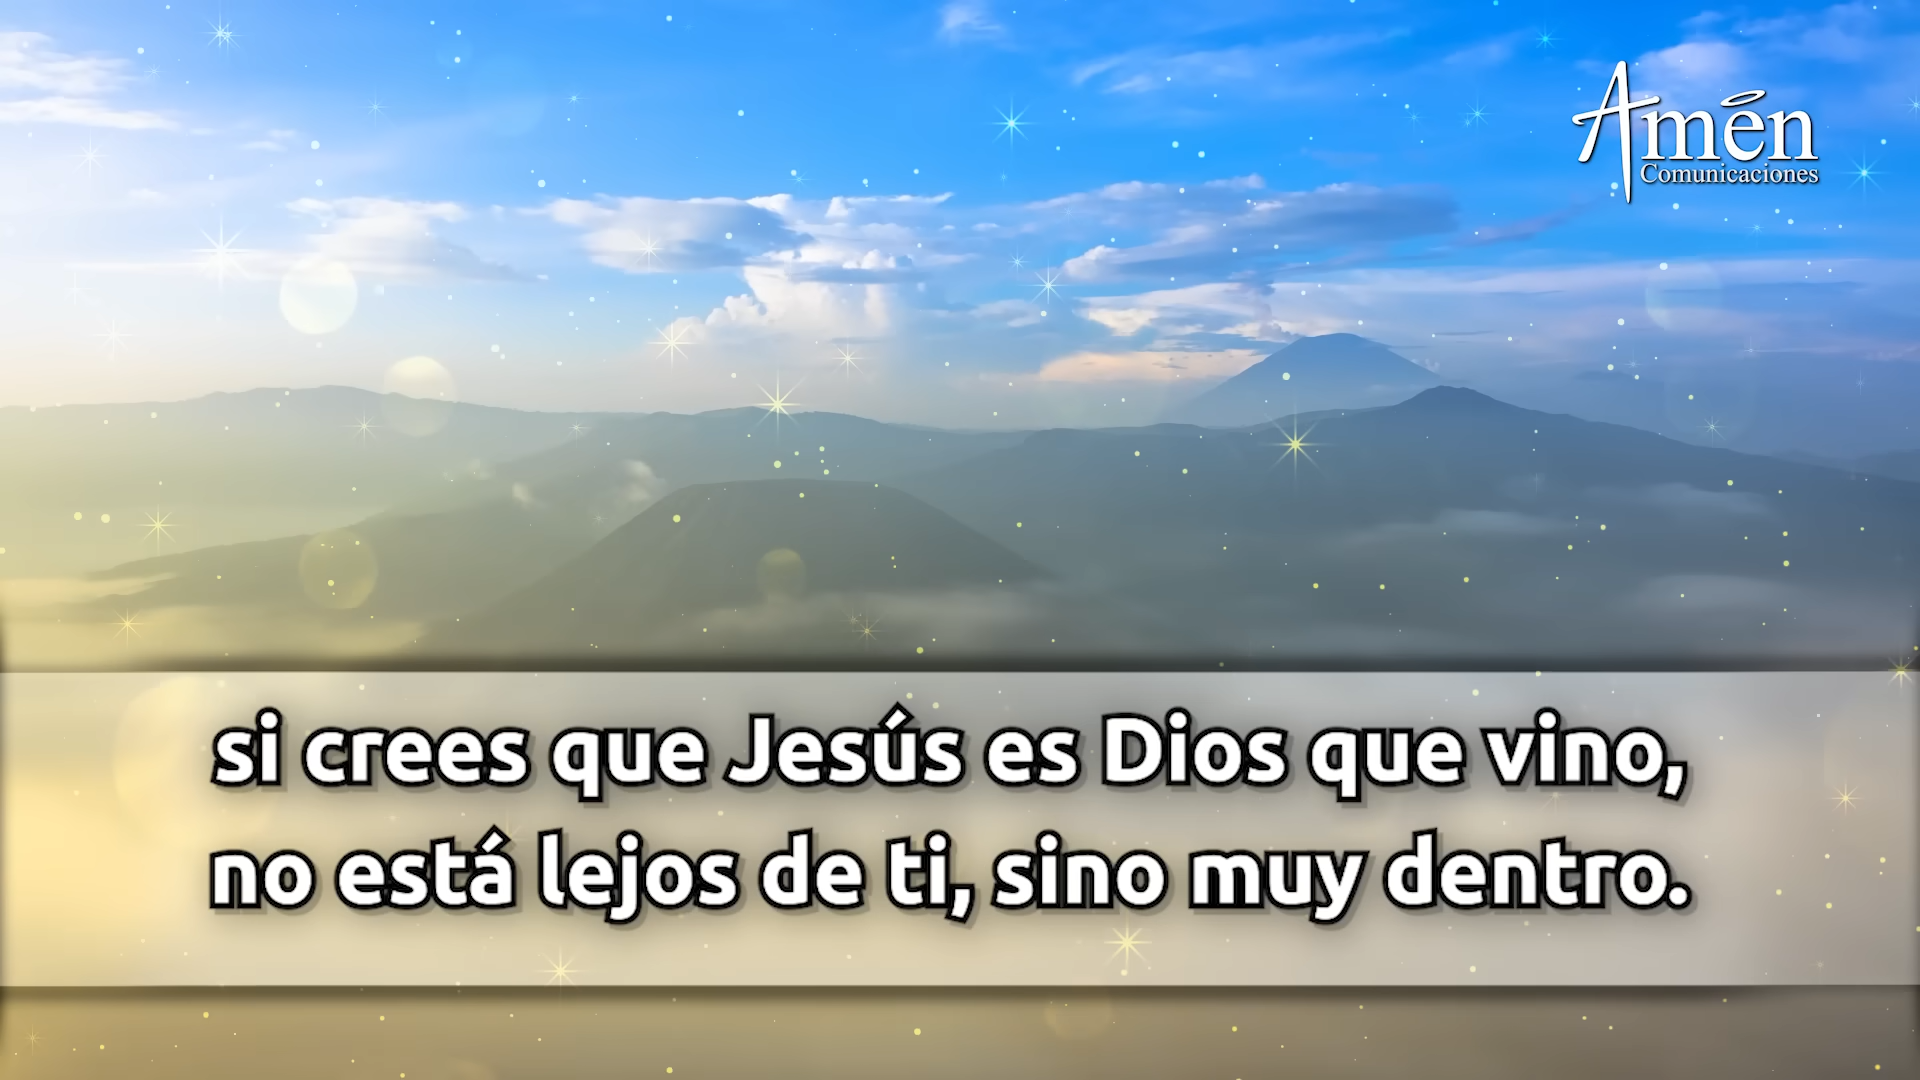 Amén
Comunicaciones
si crees que Jesús es Dios que vino,
no está lejos de ti, sino muy dentro.